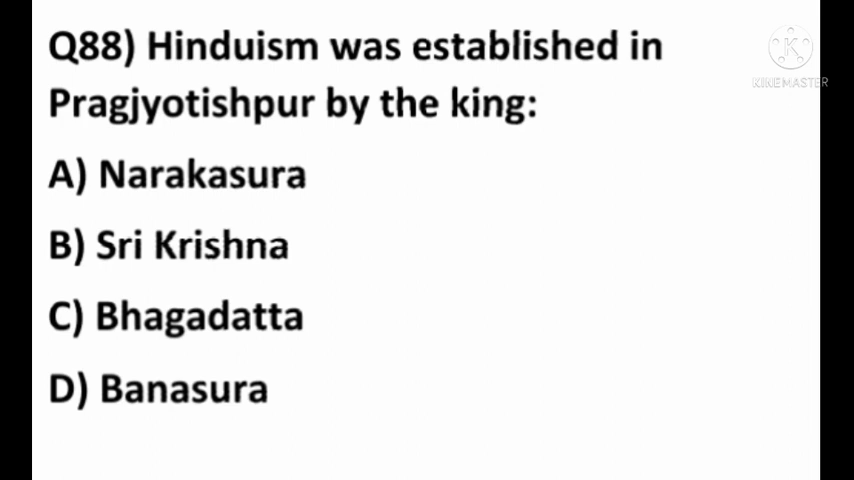 Q88) Hinduism was established in
Pragjyotishpur by the king:
A) Narakasura
B) Sri Krishna
C) Bhagadatta
D) Banasura
K
KINEMASTER